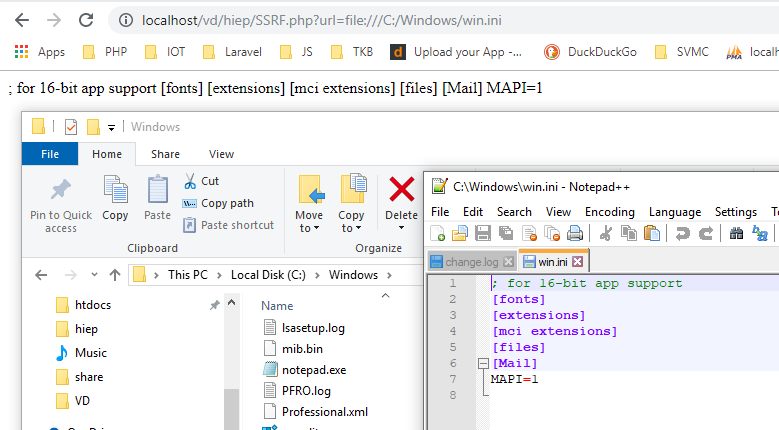 localhost/vd/hiep/SSRF.php?url=file:///C:/Windows/win.ini
Apps PHP IOT Laravel JS TKB Upload your App -... DuckDuckGo SVMC PMA localh
; for 16-bit app support [fonts] [extensions] [mci extensions] [files] [Mail] MAPI=1
Windows
File Home Share View
Pin to Quick access
Copy
Paste
Cut
Copy path
Paste shortcut
Clipboard
Move to
Copy to
Delete
Organize
This PC Local Disk (C:) Windows
htdocs
hiep
Music
share
VD
Name
lsasetup.log
mib.bin
notepad.exe
PFRO.log
Professional.xml
C:\Windows\win.ini - Notepad++
File Edit Search View Encoding Language Settings To
change.log win.ini
1 ; for 16-bit app support
2 [fonts]
3 [extensions]
4 [mci extensions]
5 [files]
6 [Mail]
7 MAPI=1
8